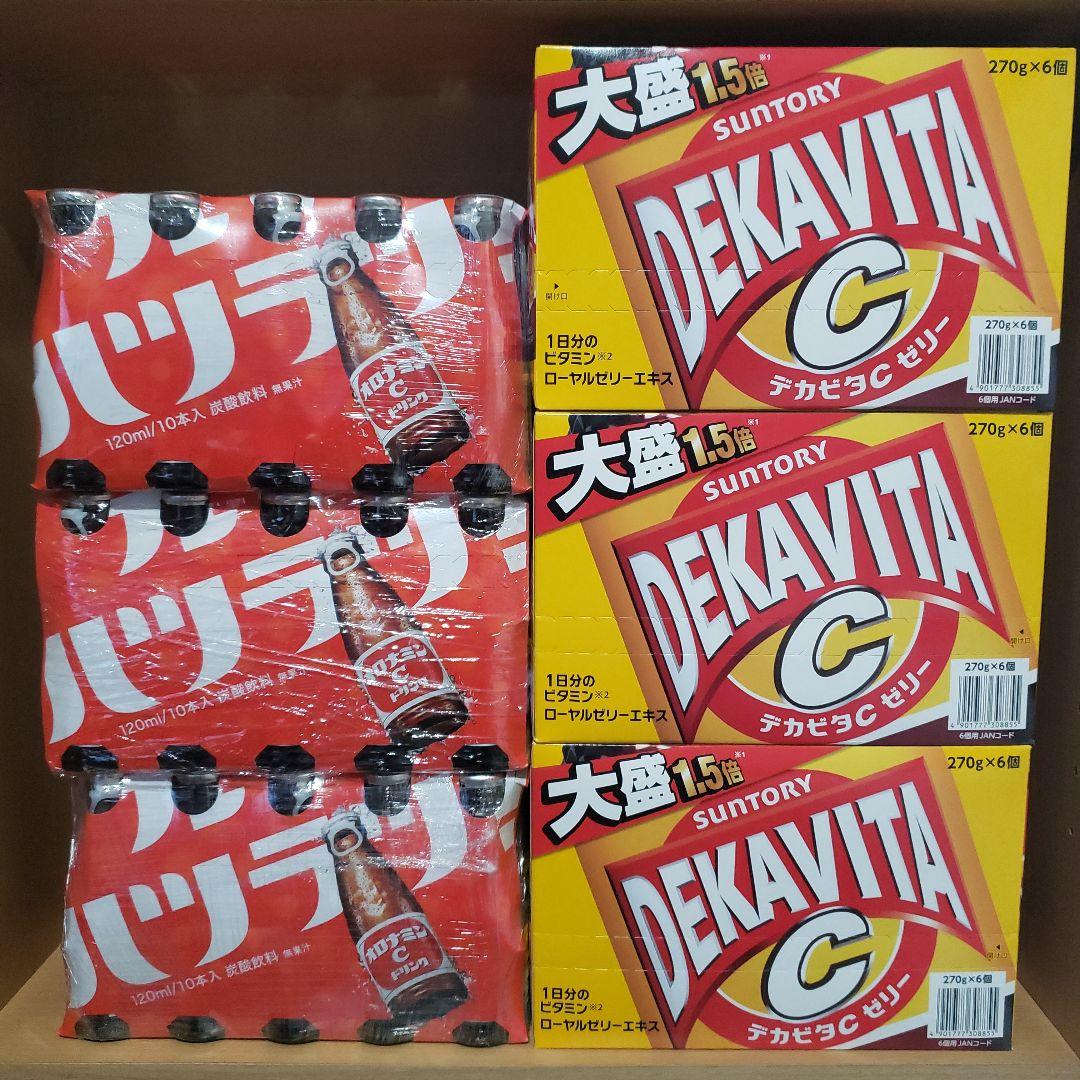 ル
ハツラツ
オロナミン
C
ドリンク
120ml/10本入 炭酸飲料 無果汁
ル
ハツラツ
オロナミン
C
ドリンク
120ml/10本入 炭酸飲料 無果汁
ル
ハツラツ
オロナミン
C
ドリンク
120ml/10本入 炭酸飲料 無果汁
大盛1.5倍※1
270g×6個
SUNTORY
DEKAVITA
C
開け口
1日分の
ビタミン※2
ローヤルゼリーエキス
デカビタC ゼリー
270g×6個
4 901777 308855
6個用JANコード
大盛1.5倍※1
270g×6個
SUNTORY
DEKAVITA
C
開け口
1日分の
ビタミン※2
ローヤルゼリーエキス
デカビタC ゼリー
270g×6個
4 901777 308855
6個用JANコード
大盛1.5倍※1
270g×6個
SUNTORY
DEKAVITA
C
開け口
1日分の
ビタミン※2
ローヤルゼリーエキス
デカビタC ゼリー
270g×6個
4 901777 308855
6個用JANコード